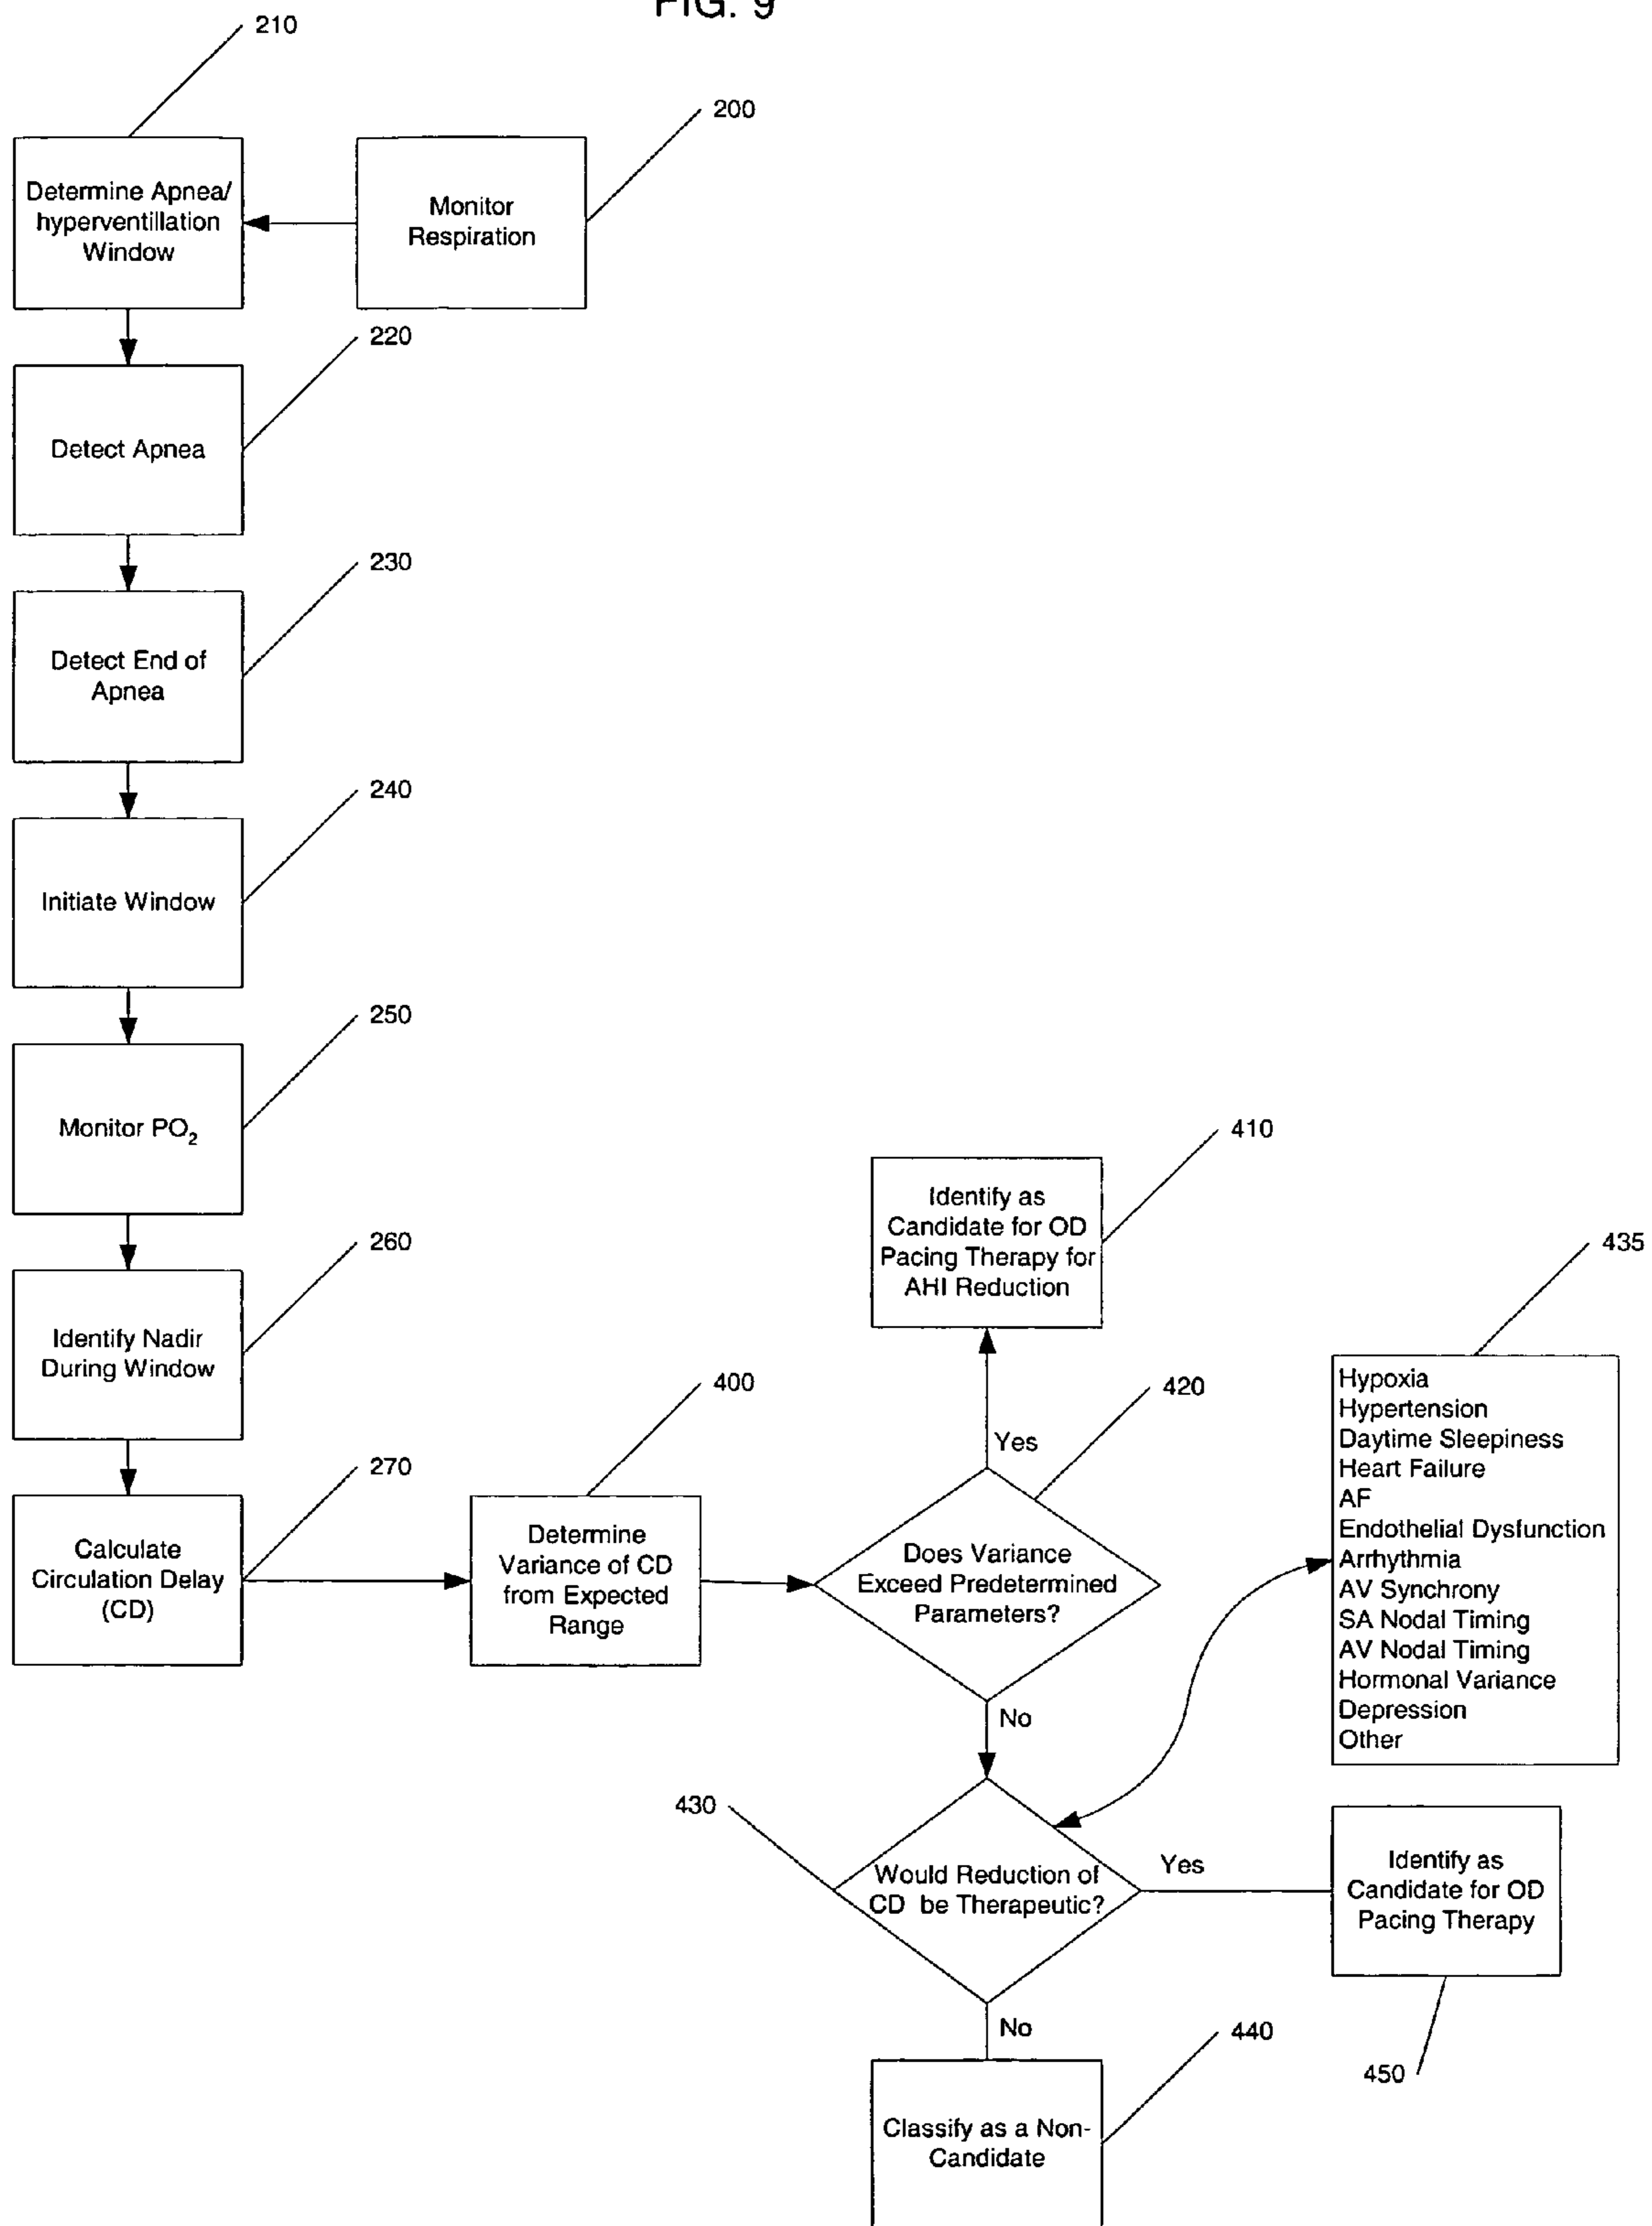 FIG. 9
210
200
Determine Apnea/
hyperventillation
Window
Monitor
Respiration
220
Detect Apnea
230
Detect End of
Apnea
240
Initiate Window
250
Monitor PO₂
260
Identify Nadir
During Window
270
Calculate
Circulation Delay
(CD)
400
Determine
Variance of CD
from Expected
Range
410
Identify as
Candidate for OD
Pacing Therapy for
AHI Reduction
420
Yes
Does Variance
Exceed Predetermined
Parameters?
No
435
Hypoxia
Hypertension
Daytime Sleepiness
Heart Failure
AF
Endothelial Dysfunction
Arrhythmia
AV Synchrony
SA Nodal Timing
AV Nodal Timing
Hormonal Variance
Depression
Other
430
Would Reduction of
CD be Therapeutic?
Yes
Identify as
Candidate for OD
Pacing Therapy
450
No
440
Classify as a Non-
Candidate